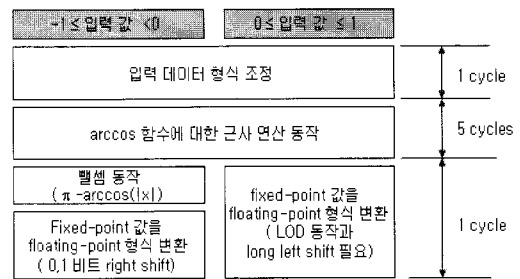 -1≤입력 값 <0
0≤입력 값 ≤1
입력 데이터 형식 조정
1 cycle
arccos 함수에 대한 근사 연산 동작
5 cycles
뺄셈 동작
( π -arccos(|x|)
Fixed-point 값을
floating-point 형식 변환
( 0,1 비트 right shift)
fixed-point 값을
floating-point 형식 변환
( LOD 동작과
long left shift 필요)
1 cycle